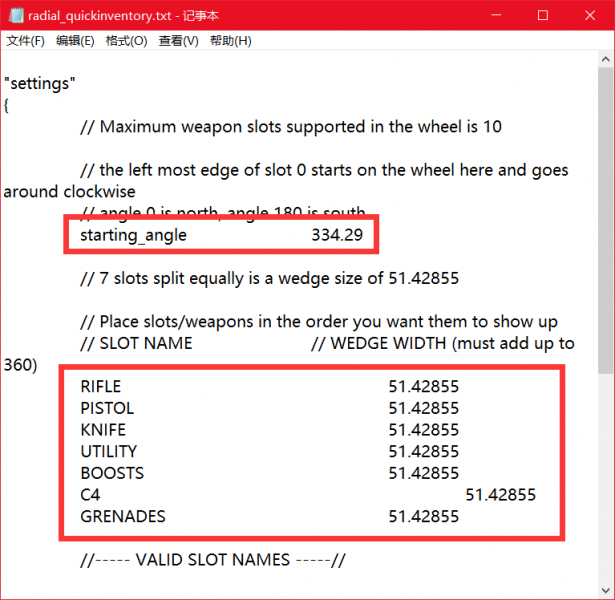 radial_quickinventory.txt - 记事本
文件(F) 编辑(E) 格式(O) 查看(V) 帮助(H)
"settings"
{
// Maximum weapon slots supported in the wheel is 10
// the left most edge of slot 0 starts on the wheel here and goes
around clockwise
// angle 0 is north, angle 180 is south
starting_angle 334.29
// 7 slots split equally is a wedge size of 51.42855
// Place slots/weapons in the order you want them to show up
// SLOT NAME // WEDGE WIDTH (must add up to
360)
RIFLE 51.42855
PISTOL 51.42855
KNIFE 51.42855
UTILITY 51.42855
BOOSTS 51.42855
C4 51.42855
GRENADES 51.42855
//----- VALID SLOT NAMES -----//